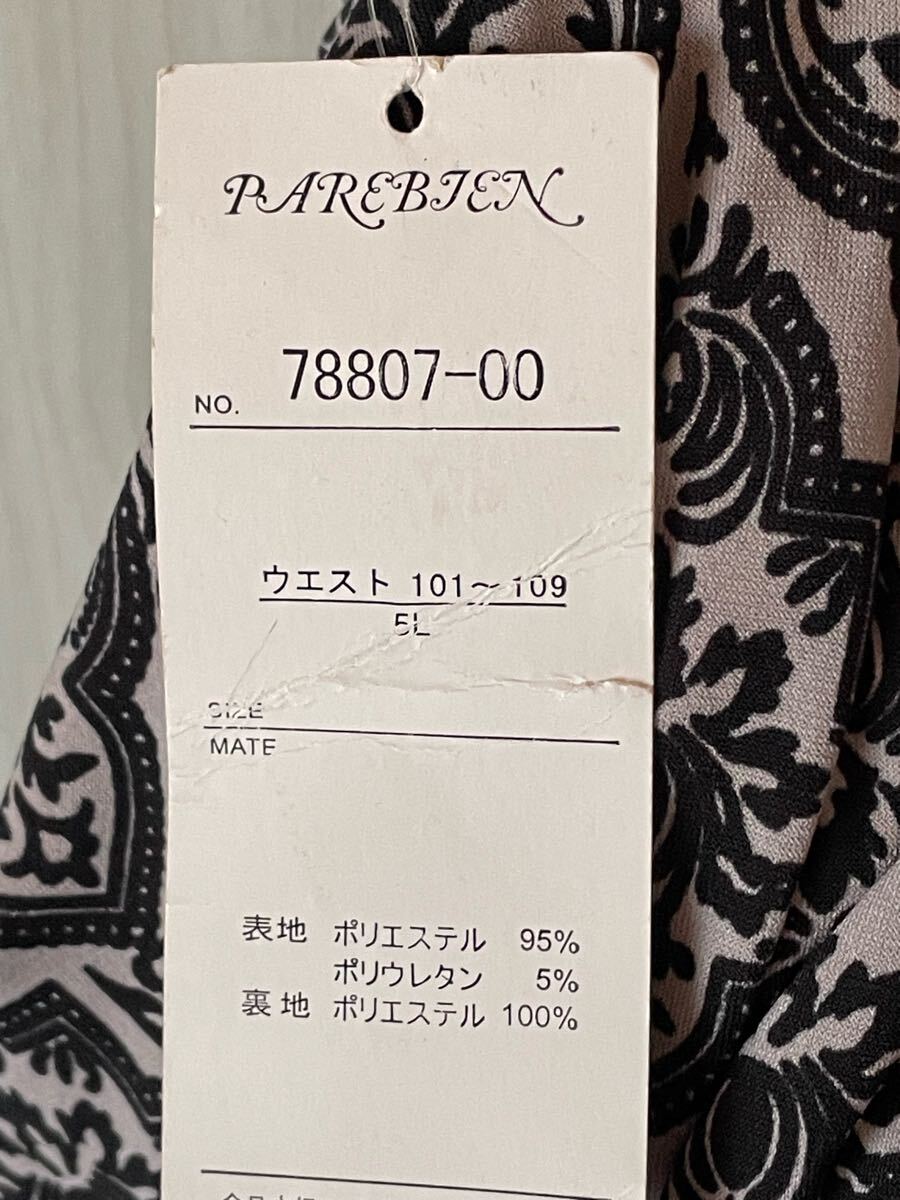 PAREBIEN
NO. 78807-00
ウエスト 101～109
5L
SIZE
MATE
表地 ポリエステル 95%
ポリウレタン 5%
裏地 ポリエステル 100%